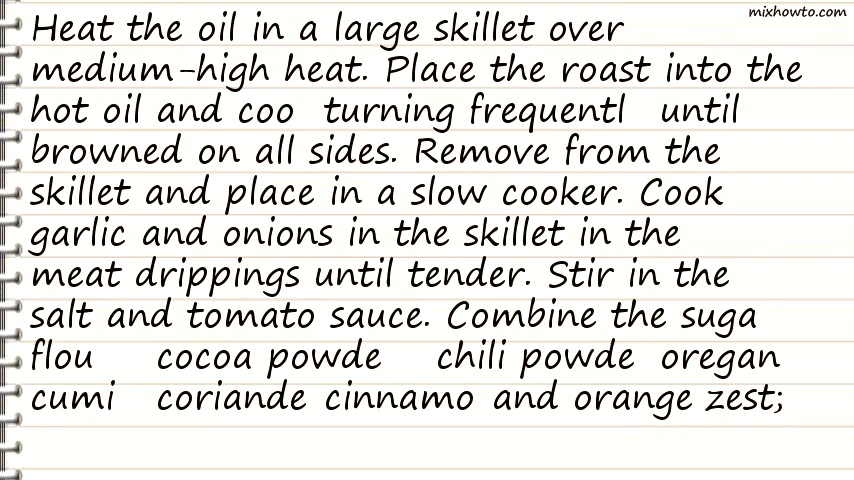 mixhowto.com
Heat the oil in a large skillet over
medium-high heat. Place the roast into the
hot oil and coo turning frequentl until
browned on all sides. Remove from the
skillet and place in a slow cooker. Cook
garlic and onions in the skillet in the
meat drippings until tender. Stir in the
salt and tomato sauce. Combine the suga
flou cocoa powde chili powde oregan
cumi coriande cinnamo and orange zest;